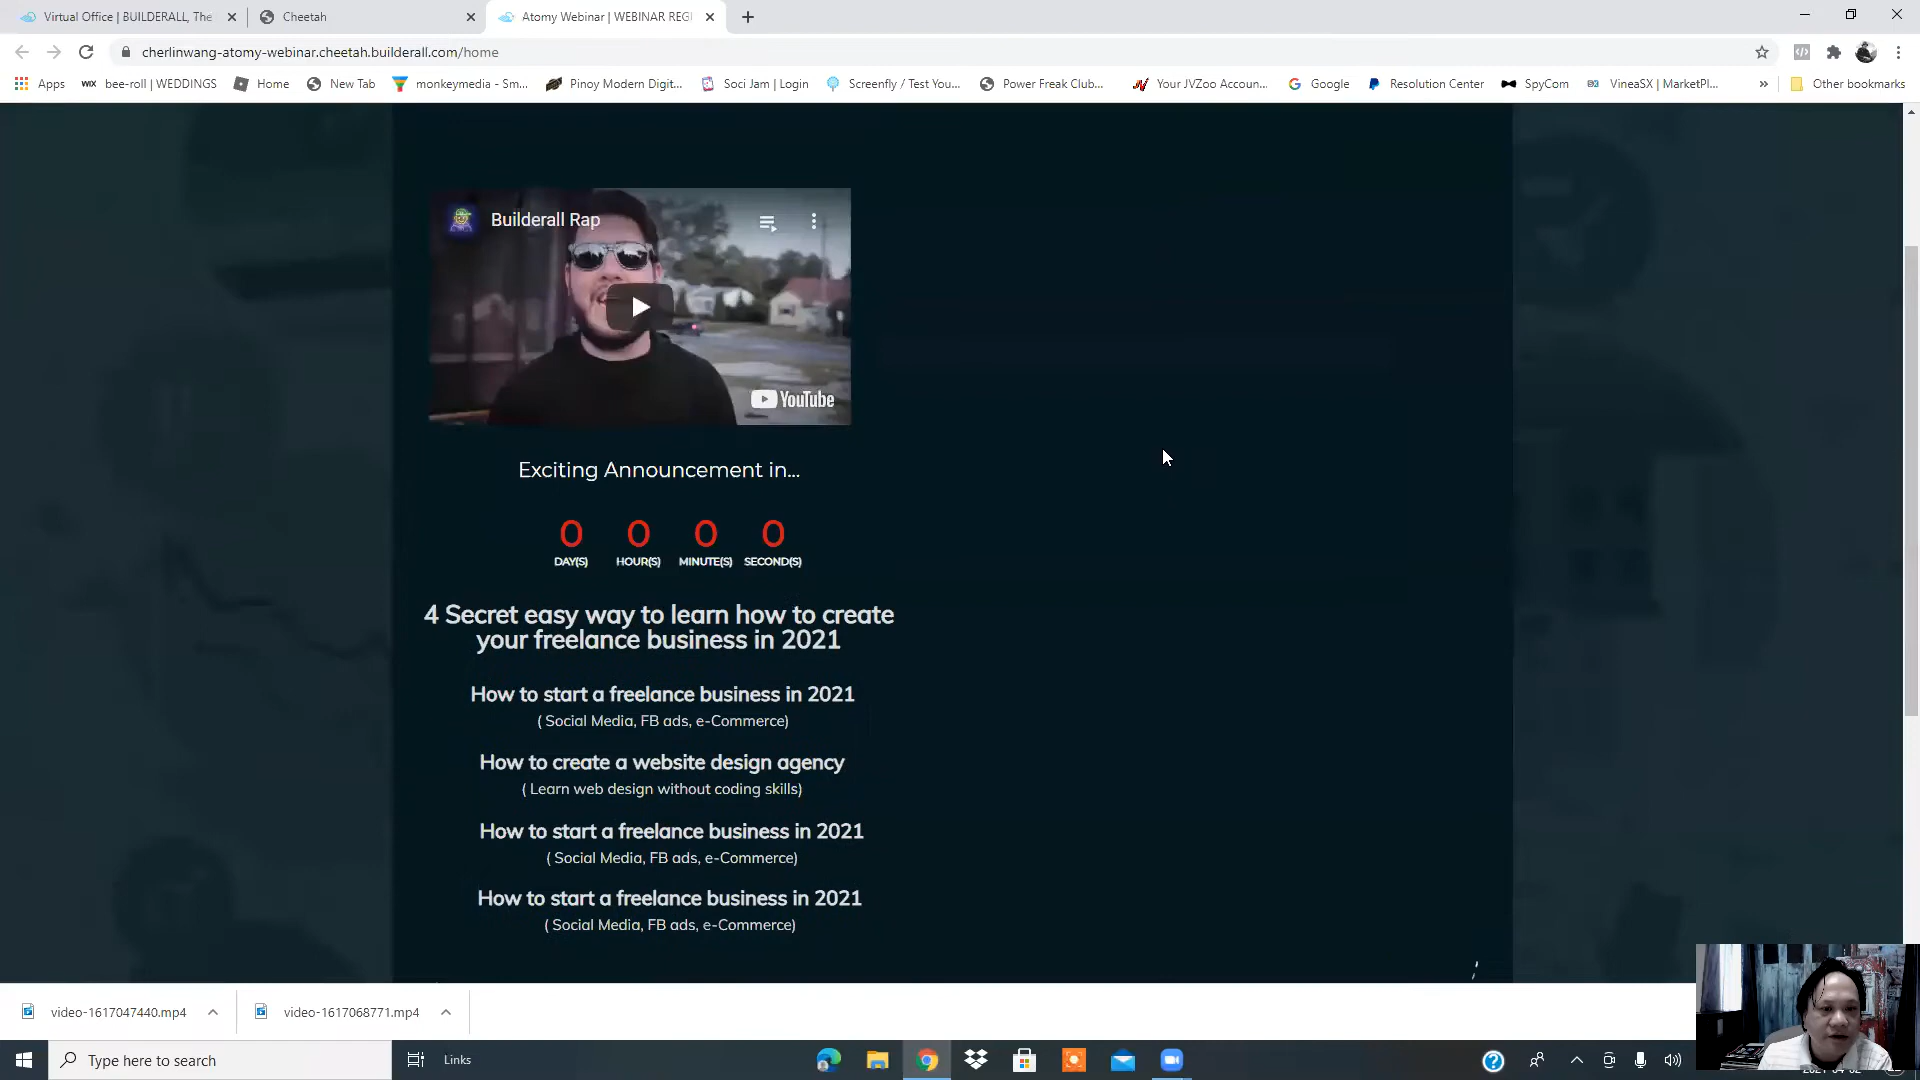 Virtual Office | BUILDERALL, The
Cheetah
Atomy Webinar | WEBINAR REGI
cherlinwang-atomy-webinar.cheetah.builderall.com/home
Apps
WiX bee-roll | WEDDINGS
Home
New Tab
monkeymedia - Sm...
Pinoy Modern Digit...
Soci Jam | Login
Screenfly / Test You...
Power Freak Club...
Your JVZoo Accoun...
Google
Resolution Center
SpyCom
VineaSX | MarketPl...
Other bookmarks
Builderall Rap
YouTube
Exciting Announcement in...
0 0 0 0
DAY(S) HOUR(S) MINUTE(S) SECOND(S)
4 Secret easy way to learn how to create
your freelance business in 2021
How to start a freelance business in 2021
( Social Media, FB ads, e-Commerce)
How to create a website design agency
( Learn web design without coding skills)
How to start a freelance business in 2021
( Social Media, FB ads, e-Commerce)
How to start a freelance business in 2021
( Social Media, FB ads, e-Commerce)
video-1617047440.mp4
video-1617068771.mp4
Type here to search
Links